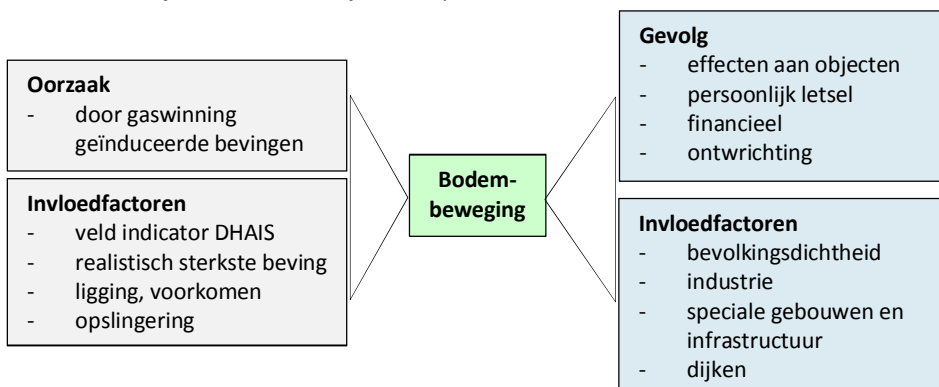 Oorzaak
- door gaswinning
geïnduceerde bevingen
Invloedfactoren
- veld indicator DHAIS
- realistisch sterkste beving
- ligging, voorkomen
- opslingering
Bodem-
beweging
Gevolg
- effecten aan objecten
- persoonlijk letsel
- financieel
- ontwrichting
Invloedfactoren
- bevolkingsdichtheid
- industrie
- speciale gebouwen en
infrastructuur
- dijken